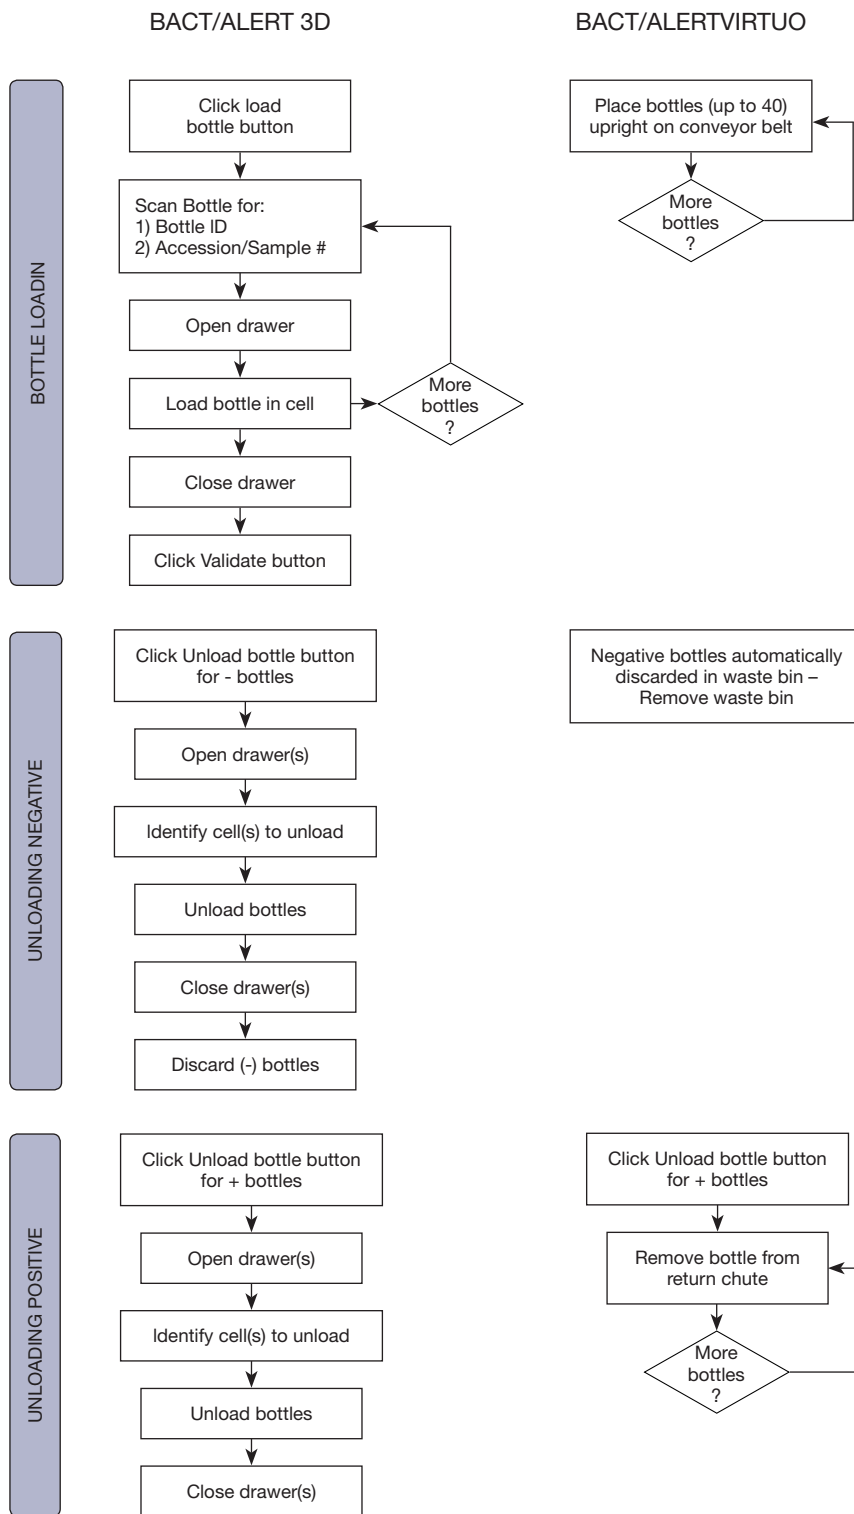 BACT/ALERT 3D
BACT/ALERTVIRTUO
BOTTLE LOADIN
Click load
bottle button
Scan Bottle for:
1) Bottle ID
2) Accession/Sample #
Open drawer
Load bottle in cell
More
bottles
?
Close drawer
Click Validate button
Place bottles (up to 40)
upright on conveyor belt
More
bottles
?
UNLOADING NEGATIVE
Click Unload bottle button
for - bottles
Open drawer(s)
Identify cell(s) to unload
Unload bottles
Close drawer(s)
Discard (-) bottles
Negative bottles automatically
discarded in waste bin –
Remove waste bin
UNLOADING POSITIVE
Click Unload bottle button
for + bottles
Open drawer(s)
Identify cell(s) to unload
Unload bottles
Close drawer(s)
Click Unload bottle button
for + bottles
Remove bottle from
return chute
More
bottles
?